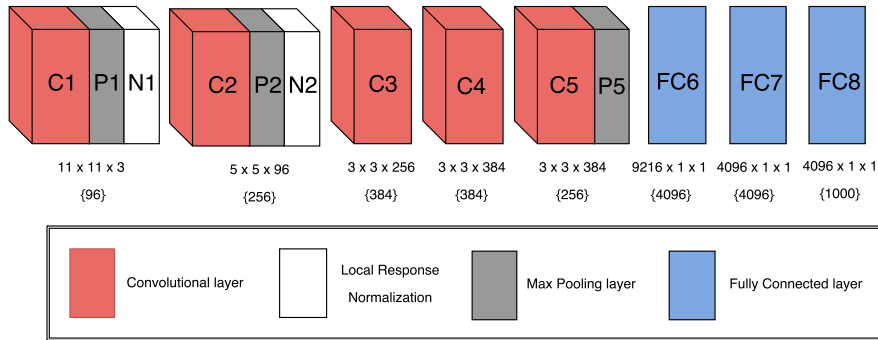 C1 P1 N1 C2 P2 N2 C3 C4 C5 P5 FC6 FC7 FC8
11 x 11 x 3 5 x 5 x 96 3 x 3 x 256 3 x 3 x 384 3 x 3 x 384 9216 x 1 x 1 4096 x 1 x 1 4096 x 1 x 1
{96} {256} {384} {384} {256} {4096} {4096} {1000}
Convolutional layer
Local Response
Normalization
Max Pooling layer
Fully Connected layer